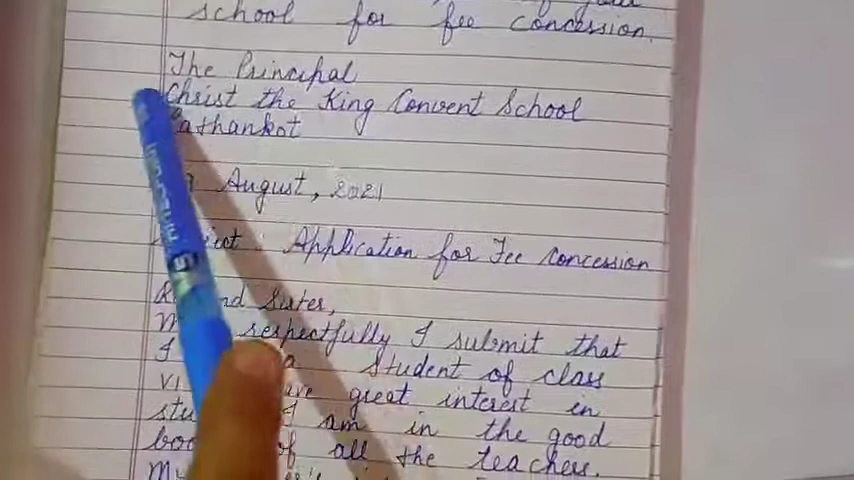 school for fee concession.
The Principal
Christ the King Convent School
Pathankot
August, 2021
Application for Fee Concession
Sister,
respectfully I submit that
I a student of class
great interest in
I am in the good
of all the teachers.